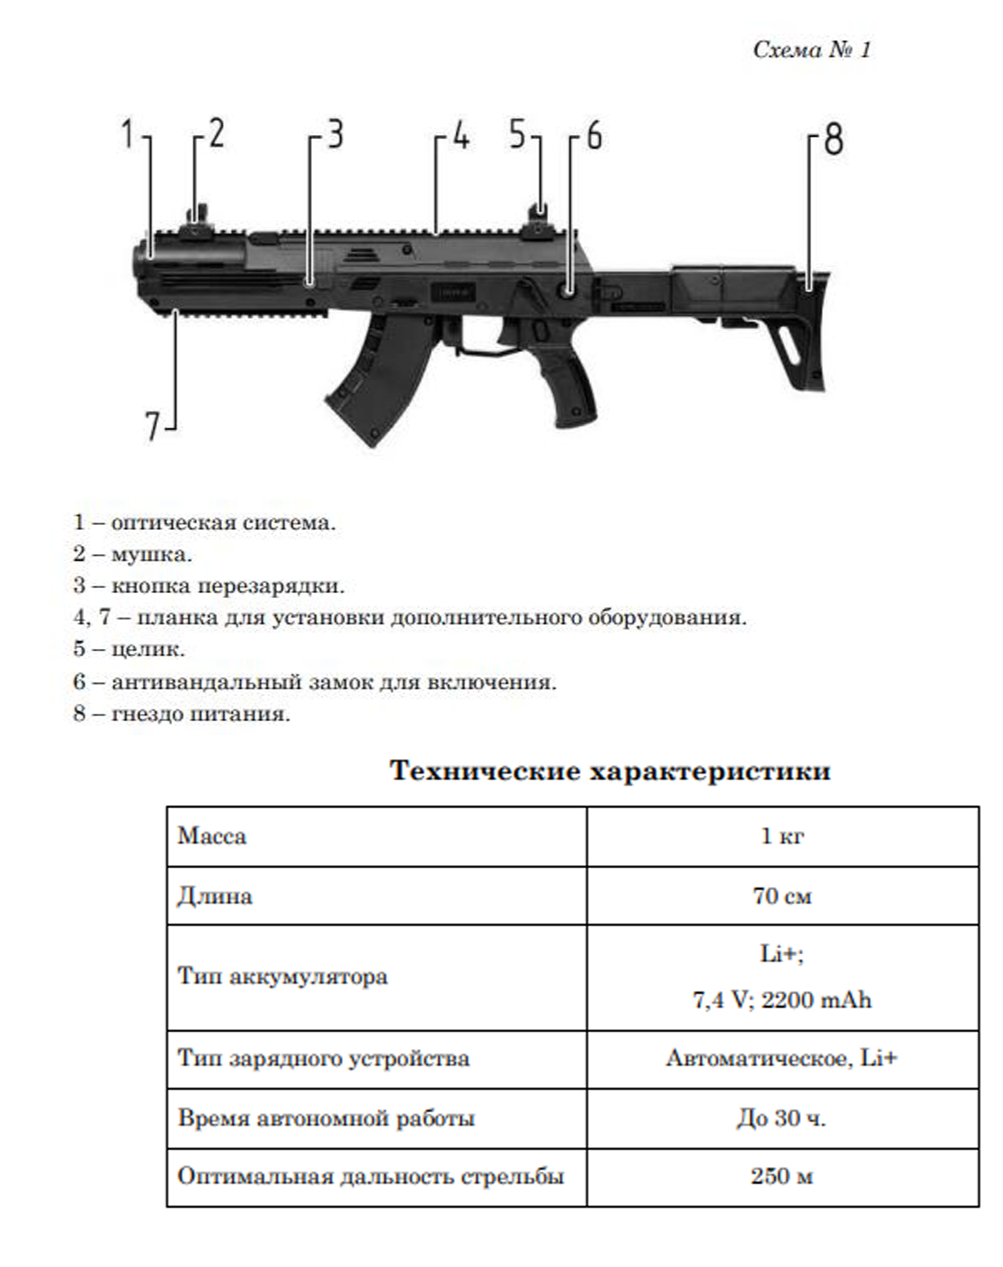 Схема № 1
1 2 3 4 5 6 8
7
1 – оптическая система.
2 – мушка.
3 – кнопка перезарядки.
4, 7 – планка для установки дополнительного оборудования.
5 – целик.
6 – антивандальный замок для включения.
8 – гнездо питания.
Технические характеристики
Масса 1 кг
Длина 70 см
Тип аккумулятора Li+;
7,4 V; 2200 mAh
Тип зарядного устройства Автоматическое, Li+
Время автономной работы До 30 ч.
Оптимальная дальность стрельбы 250 м